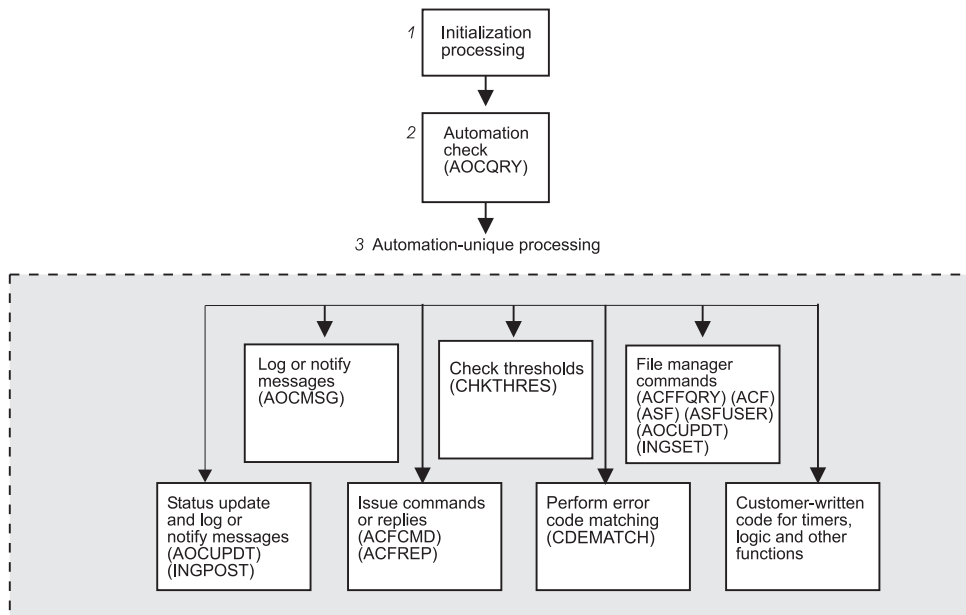 1 Initialization
processing
2 Automation
check
(AOCQRY)
3 Automation-unique processing
Log or notify
messages
(AOCMSG)
Check thresholds
(CHKTHRES)
File manager
commands
(ACFFQRY) (ACF)
(ASF) (ASFUSER)
(AOCUPDT)
(INGSET)
Status update
and log or
notify messages
(AOCUPDT)
(INGPOST)
Issue commands
or replies
(ACFCMD)
(ACFREP)
Perform error
code matching
(CDEMATCH)
Customer-written
code for timers,
logic and other
functions